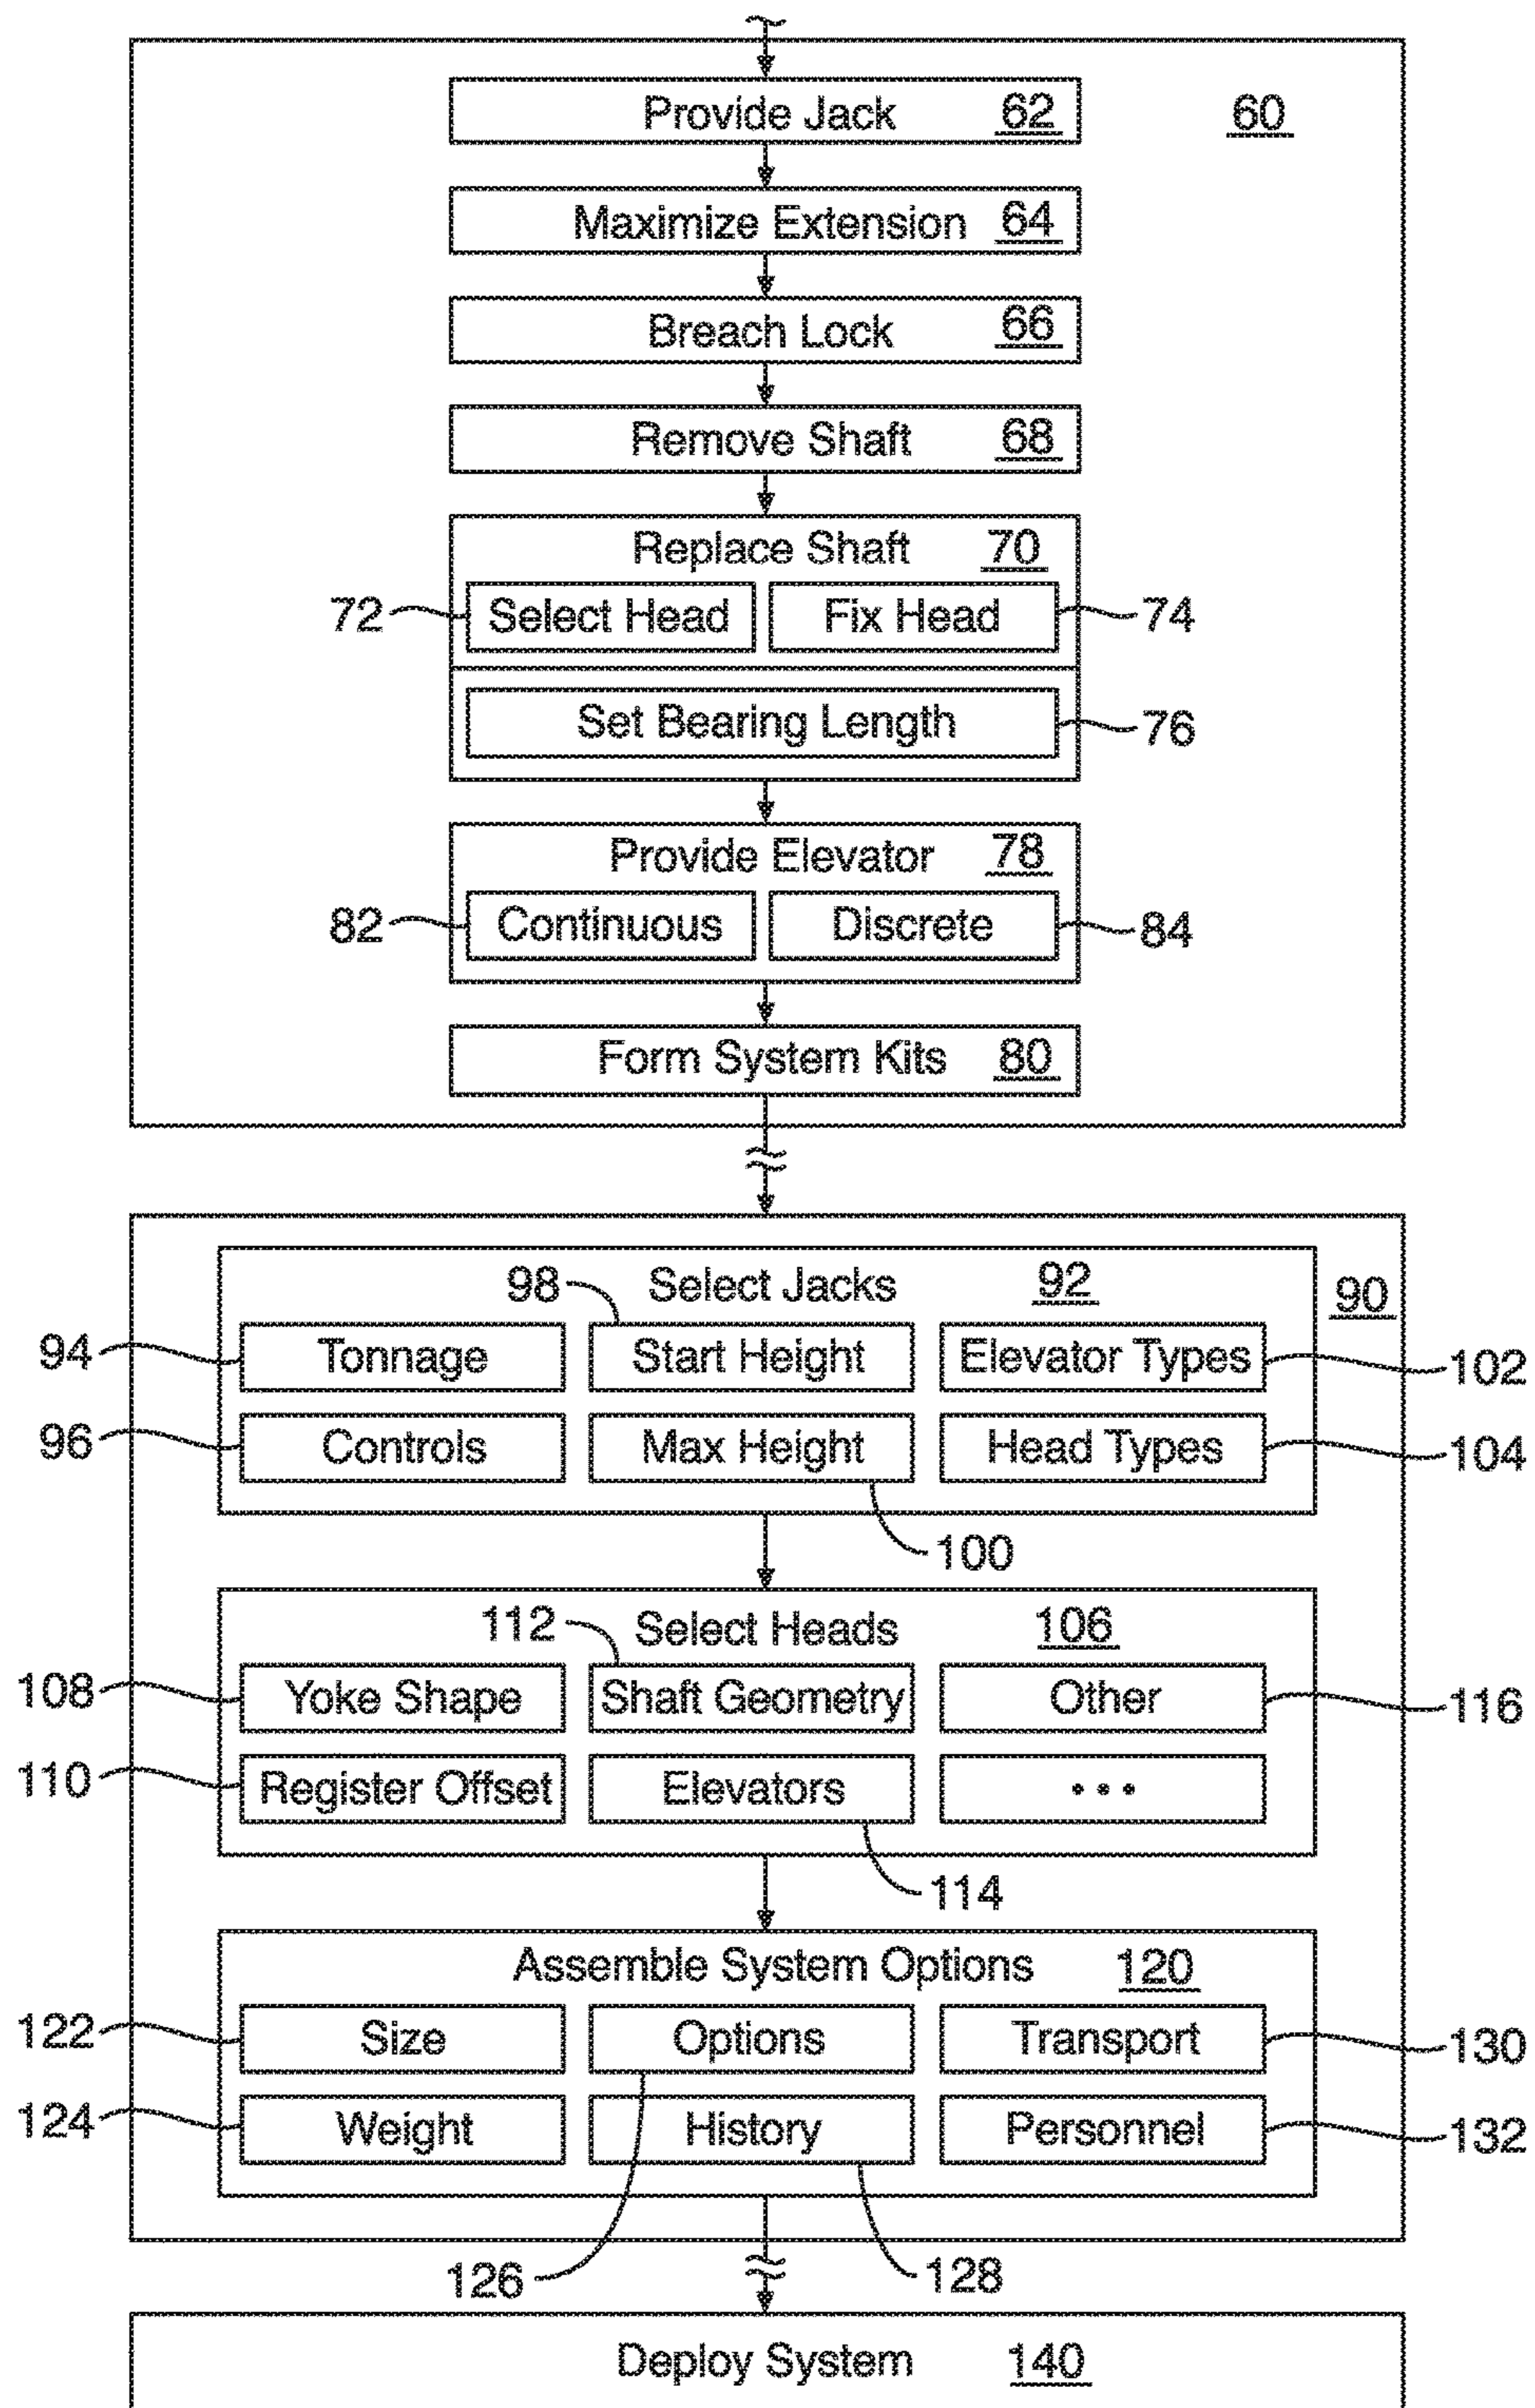 Provide Jack 62
60
Maximize Extension 64
Breach Lock 66
Remove Shaft 68
Replace Shaft 70
72 Select Head Fix Head 74
Set Bearing Length 76
Provide Elevator 78
82 Continuous Discrete 84
Form System Kits 80
98 Select Jacks 92 90
94 Tonnage Start Height Elevator Types 102
96 Controls Max Height Head Types 104
100
112 Select Heads 106
108 Yoke Shape Shaft Geometry Other 116
110 Register Offset Elevators •••
114
Assemble System Options 120
122 Size Options Transport 130
124 Weight History Personnel 132
126 128
Deploy System 140